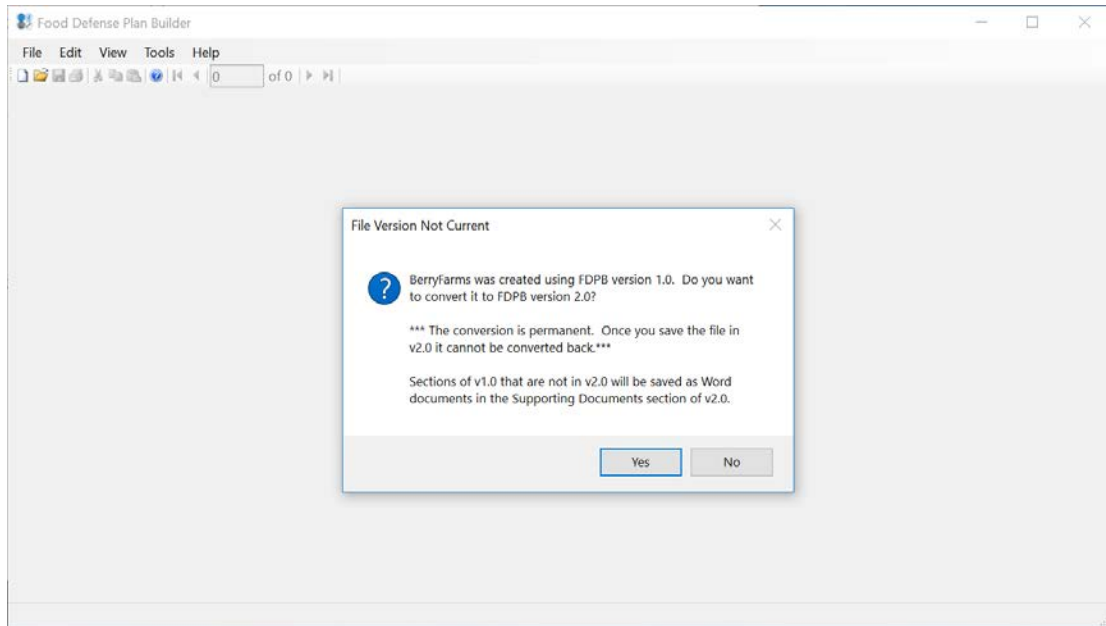 Food Defense Plan Builder
File Edit View Tools Help
0 of 0
File Version Not Current
BerryFarms was created using FDPB version 1.0. Do you want
to convert it to FDPB version 2.0?
*** The conversion is permanent. Once you save the file in
v2.0 it cannot be converted back.***
Sections of v1.0 that are not in v2.0 will be saved as Word
documents in the Supporting Documents section of v2.0.
Yes No